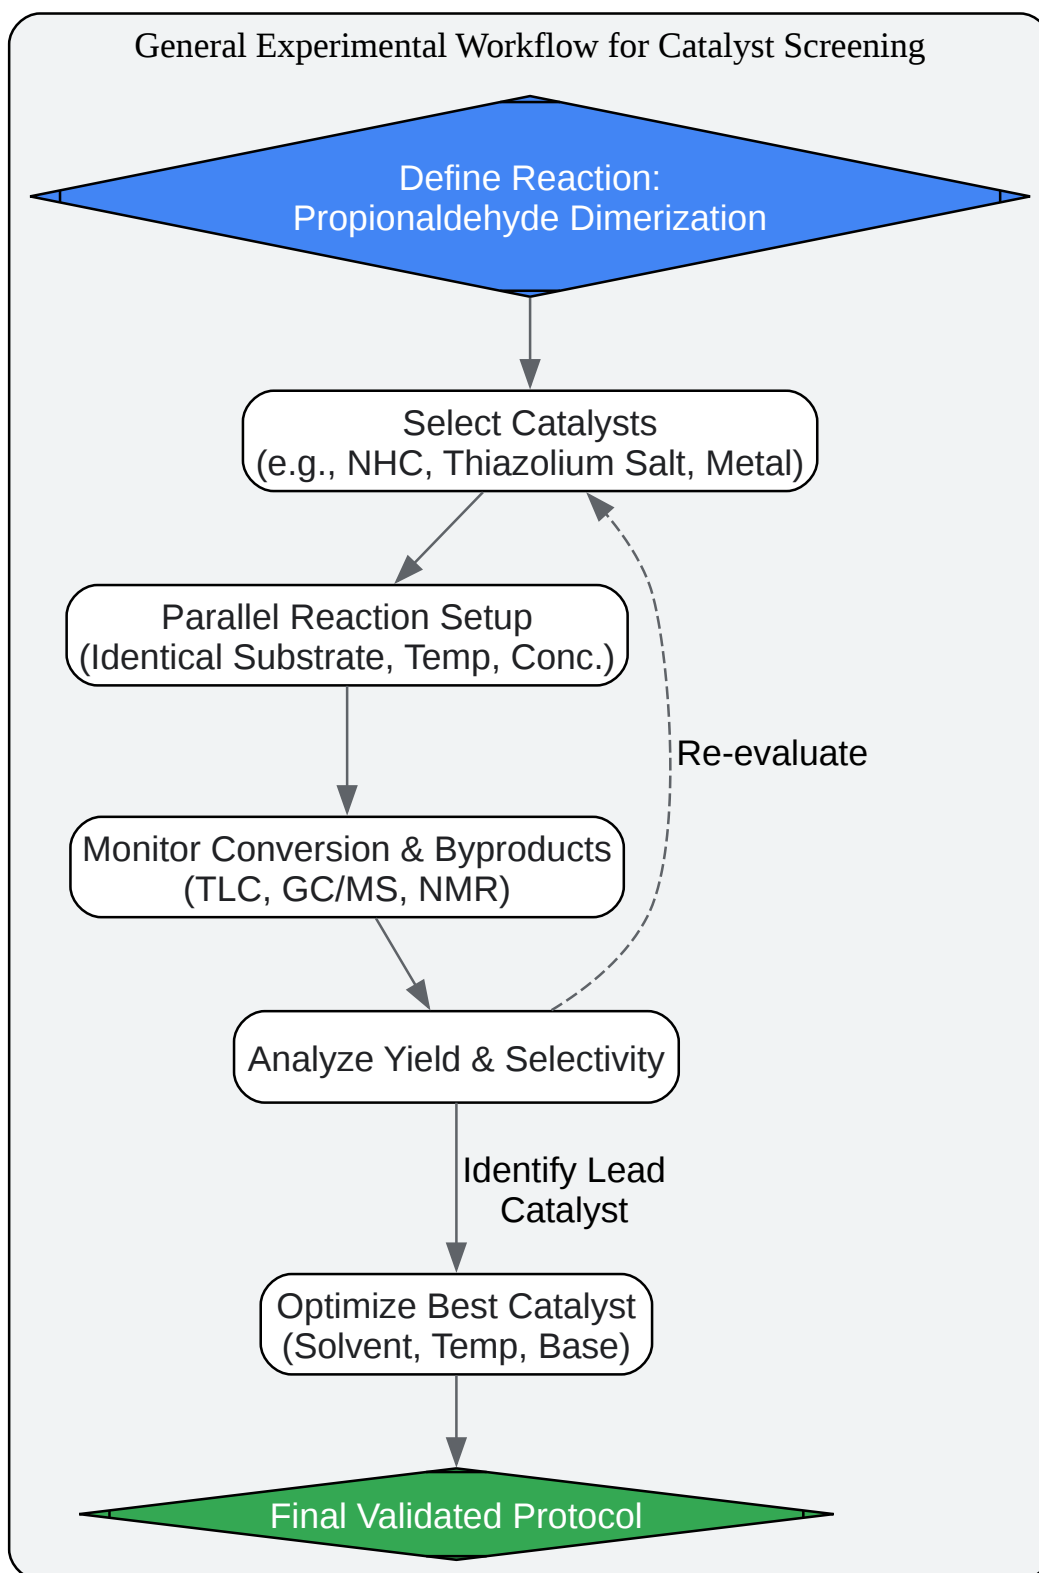 General Experimental Workflow for Catalyst Screening
Define Reaction:
Propionaldehyde Dimerization
Select Catalysts
(e.g., NHC, Thiazolium Salt, Metal)
Parallel Reaction Setup
(Identical Substrate, Temp, Conc.)
Re-evaluate
Monitor Conversion & Byproducts
(TLC, GC/MS, NMR)
Analyze Yield & Selectivity
Identify Lead
Catalyst
Optimize Best Catalyst
(Solvent, Temp, Base)
Final Validated Protocol